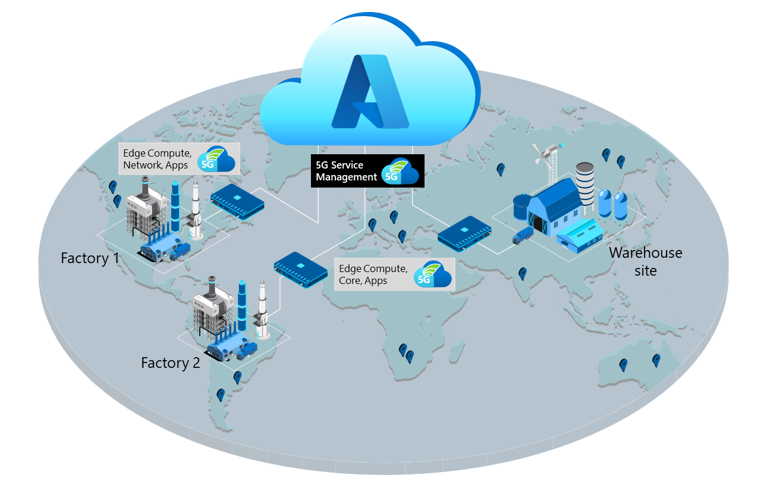 Edge Compute,
Network, Apps
5G
5G Service
Management
5G
Factory 1
Warehouse
site
Edge Compute,
Core, Apps
5G
Factory 2